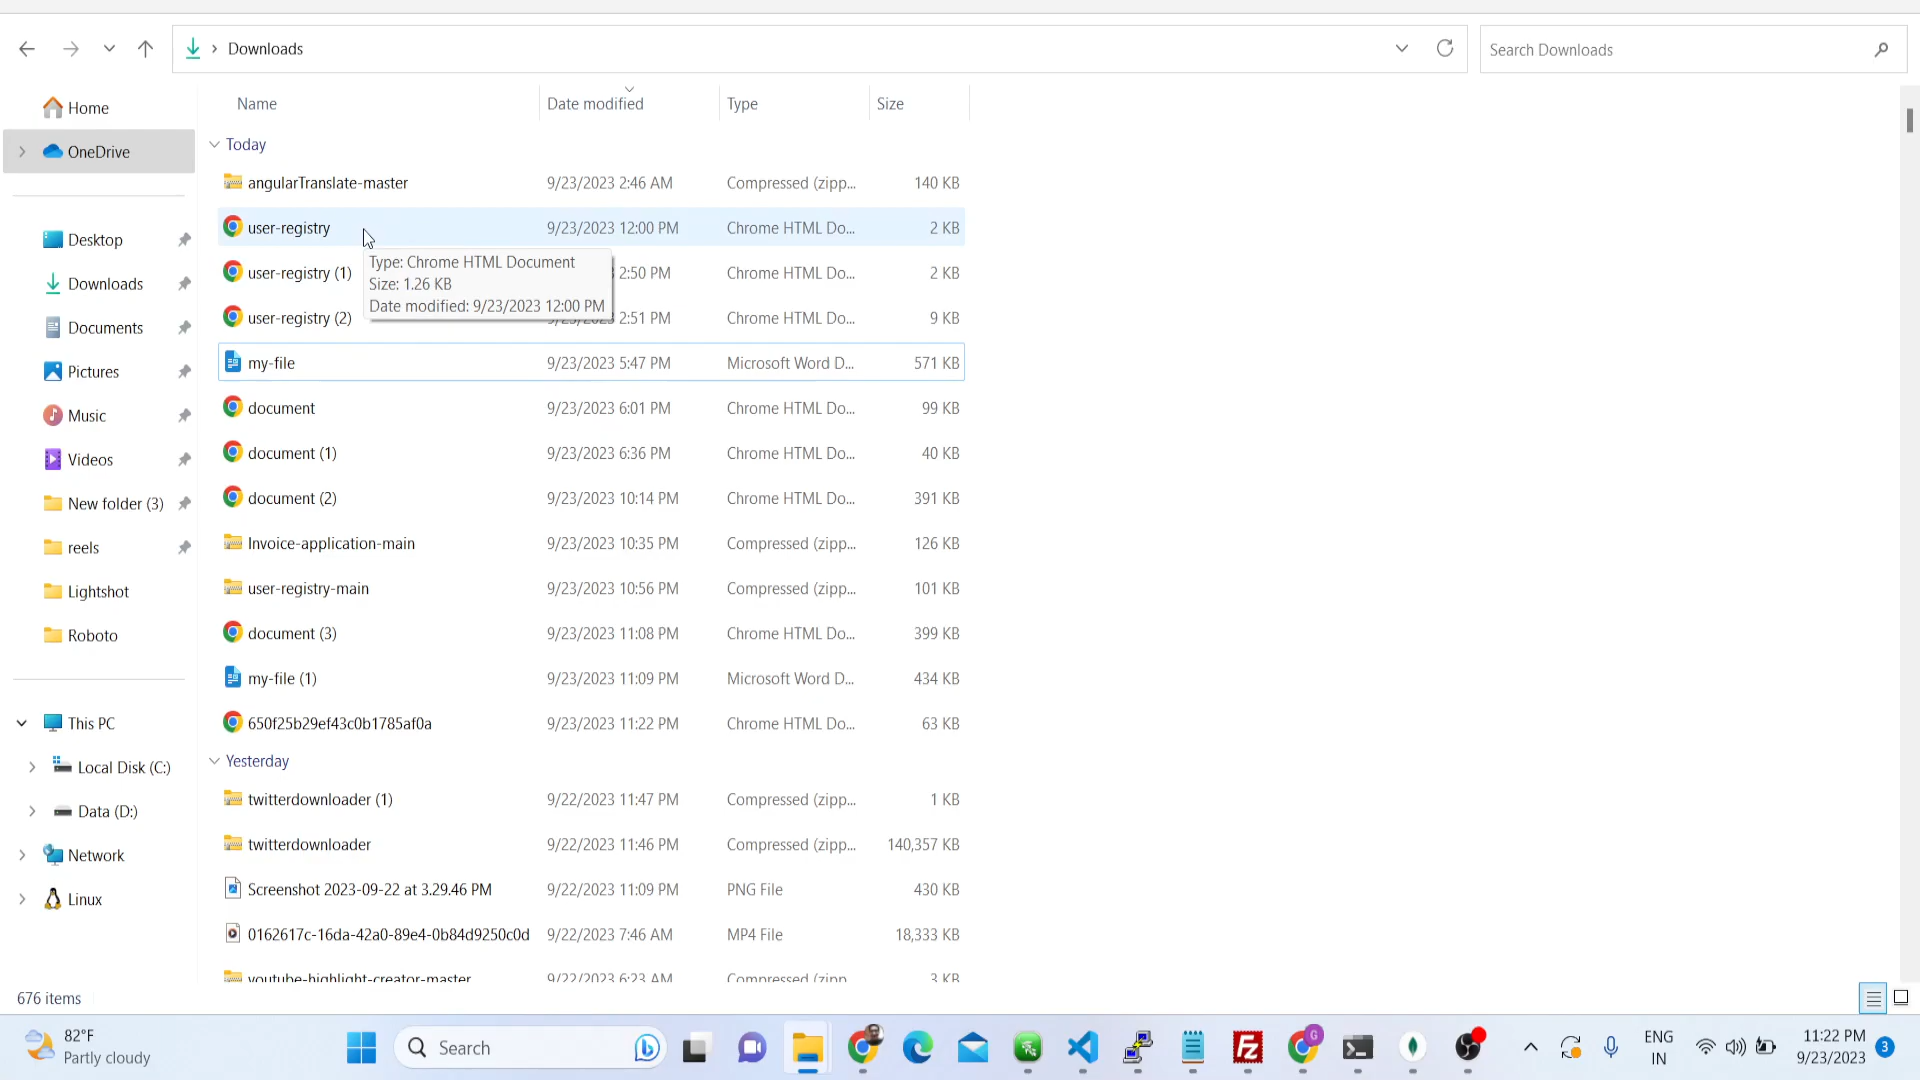 Downloads
Search Downloads
Home
OneDrive
Desktop
Downloads
Documents
Pictures
Music
Videos
New folder (3)
reels
Lightshot
Roboto
This PC
Local Disk (C:)
Data (D:)
Network
Linux
Name Date modified Type Size
Today
angularTranslate-master 9/23/2023 2:46 AM Compressed (zipp... 140 KB
user-registry 9/23/2023 12:00 PM Chrome HTML Do... 2 KB
Type: Chrome HTML Document
Size: 1.26 KB
Date modified: 9/23/2023 12:00 PM
user-registry (1) 2:50 PM Chrome HTML Do... 2 KB
user-registry (2) 9/23/2023 2:51 PM Chrome HTML Do... 9 KB
my-file 9/23/2023 5:47 PM Microsoft Word D... 571 KB
document 9/23/2023 6:01 PM Chrome HTML Do... 99 KB
document (1) 9/23/2023 6:36 PM Chrome HTML Do... 40 KB
document (2) 9/23/2023 10:14 PM Chrome HTML Do... 391 KB
Invoice-application-main 9/23/2023 10:35 PM Compressed (zipp... 126 KB
user-registry-main 9/23/2023 10:56 PM Compressed (zipp... 101 KB
document (3) 9/23/2023 11:08 PM Chrome HTML Do... 399 KB
my-file (1) 9/23/2023 11:09 PM Microsoft Word D... 434 KB
650f25b29ef43c0b1785af0a 9/23/2023 11:22 PM Chrome HTML Do... 63 KB
Yesterday
twitterdownloader (1) 9/22/2023 11:47 PM Compressed (zipp... 1 KB
twitterdownloader 9/22/2023 11:46 PM Compressed (zipp... 140,357 KB
Screenshot 2023-09-22 at 3.29.46 PM 9/22/2023 11:09 PM PNG File 430 KB
0162617c-16da-42a0-89e4-0b84d9250c0d 9/22/2023 7:46 AM MP4 File 18,333 KB
youtube-highlight-creator-master 9/22/2023 6:23 AM Compressed (zipp 3 KB
676 items
82°F
Partly cloudy
Search
G
ENG
IN
11:22 PM
9/23/2023
3